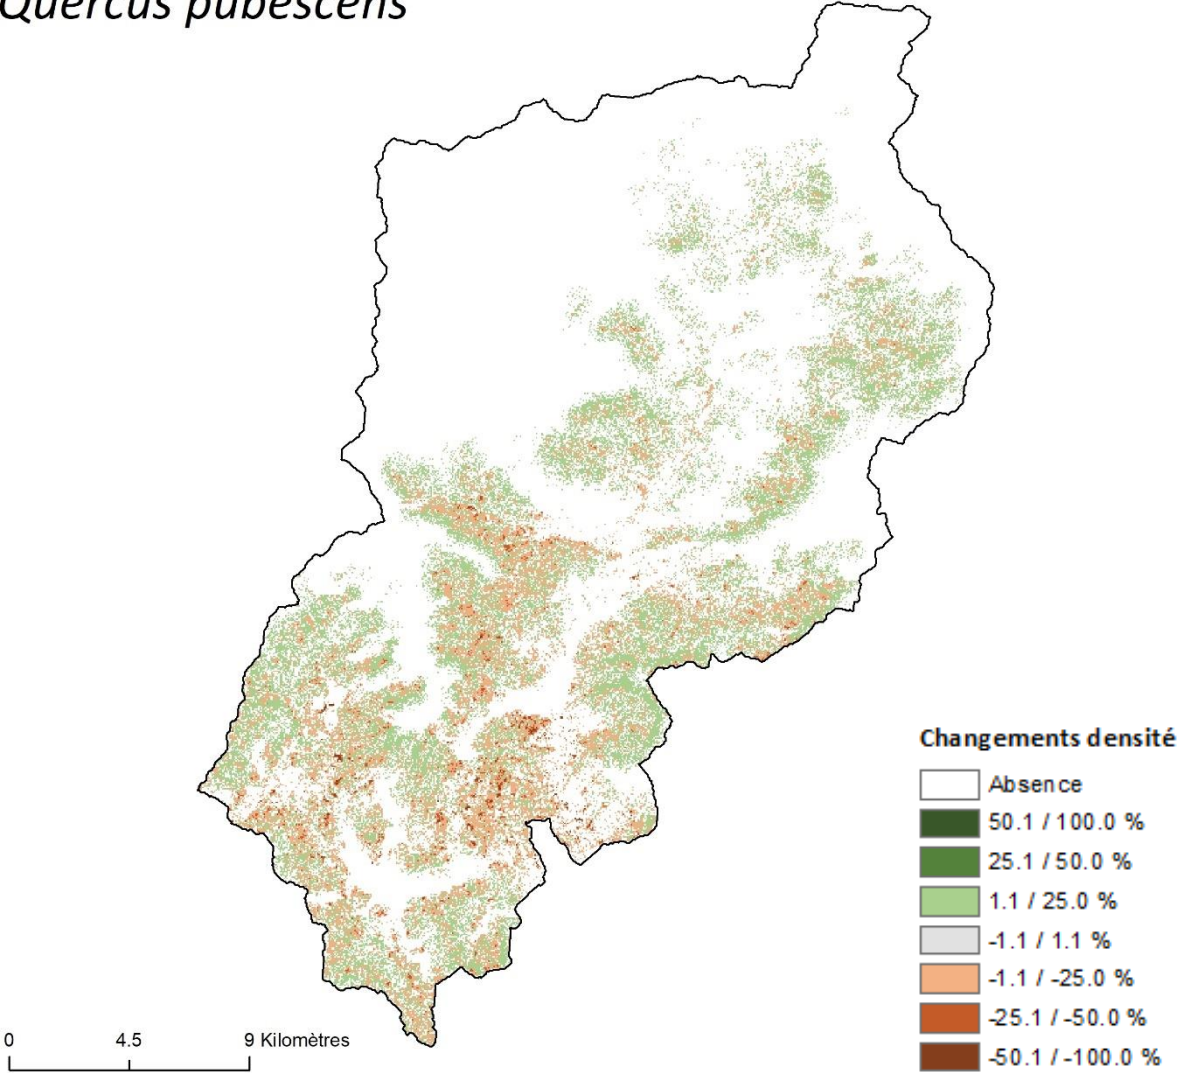 Quercus pubescens
Changements densité
Absence
50.1 / 100.0 %
25.1 / 50.0 %
1.1 / 25.0 %
-1.1 / 1.1 %
-1.1 / -25.0 %
-25.1 / -50.0 %
-50.1 / -100.0 %
0 4.5 9 Kilomètres